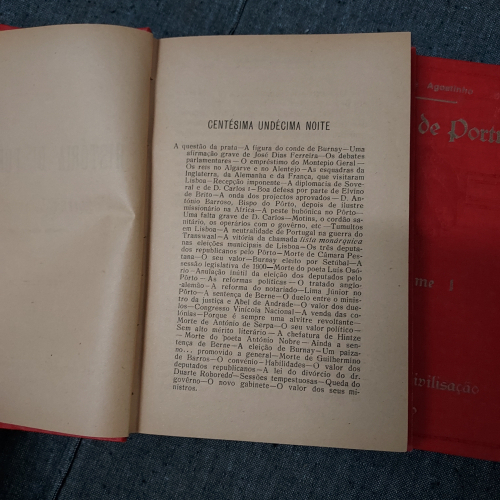 CENTÉSIMA UNDÉCIMA NOITE
A questão da prata—A figura do conde de Burnay—Uma
afirmação grave de José Dias Ferreira—Os debates
parlamentares—O empréstimo do Montepio Geral—
Os reis no Algarve e no Alentejo—As esquadras da
Inglaterra, da Alemanha e da França, que visitaram
Lisboa—Recepção imponente—A diplomacia de Sove-
ral e de D. Carlos I—Boa defesa por parte de Elvino
de Brito—A onda dos projectos aprovados—D. An-
tónio Barroso, Bispo do Pôrto, depois de ilustre
missionário na Africa—A peste bubónica no Pôrto—
Uma falta grave de D. Carlos—Motins, o cordão sa-
nitário, os operários com o govêrno, etc—Tumultos
em Lisboa—A neutralidade de Portugal na guerra do
Transwaal—A vitória da chamada lista monárquica
nas eleições municipais de Lisboa—Os três deputa-
dos republicanos pelo Pôrto—Morte de Câmara Pes-
tana—O seu valor—Burnay eleito por Setúbal—A
sessão legislativa de 1900—Morte do poeta Luís Osó-
rio—Anulação inútil da eleição dos deputados pelo
Pôrto—As reformas políticas—O tratado anglo-
-alemão—A reforma do notariado—Lima Júnior no
Pôrto—A sentença de Berne—O duelo entre o minis-
tro da justiça e Abel de Andrade—O valor dos due-
los—Congresso Vinícola Nacional—A venda das co-
lónias—Porque é sempre uma alvitre revoltante—
Morte de António de Serpa—O seu valor político—
Sem alto mérito literário—A chefatura de Hintze
—Morte do poeta António Nobre—Ainda a sen-
tença de Berne—A eleição de Burnay—Um paiza-
no... promovido a general—Morte de Guilhermino
de Barros—O convénio—Habilidades—O valor dos
deputados republicanos—A lei do divórcio do dr.
Duarte Roboredo—Sessões tempestuosas—Queda do
govêrno—O novo gabinete—O valor dos seus mi-
nistros.
Agostinho
de Port
me I
ivilisação